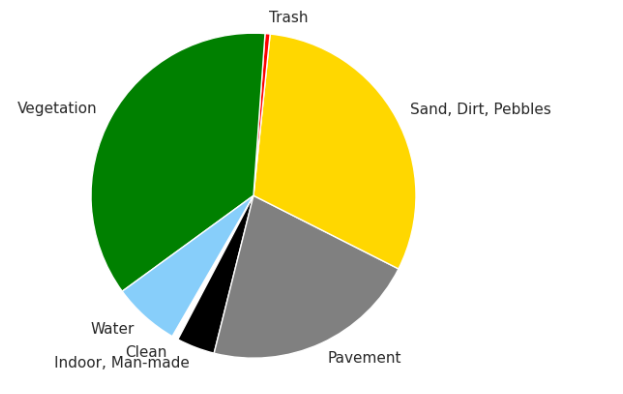 Trash
Vegetation
Sand, Dirt, Pebbles
Water
Clean
Indoor, Man-made
Pavement